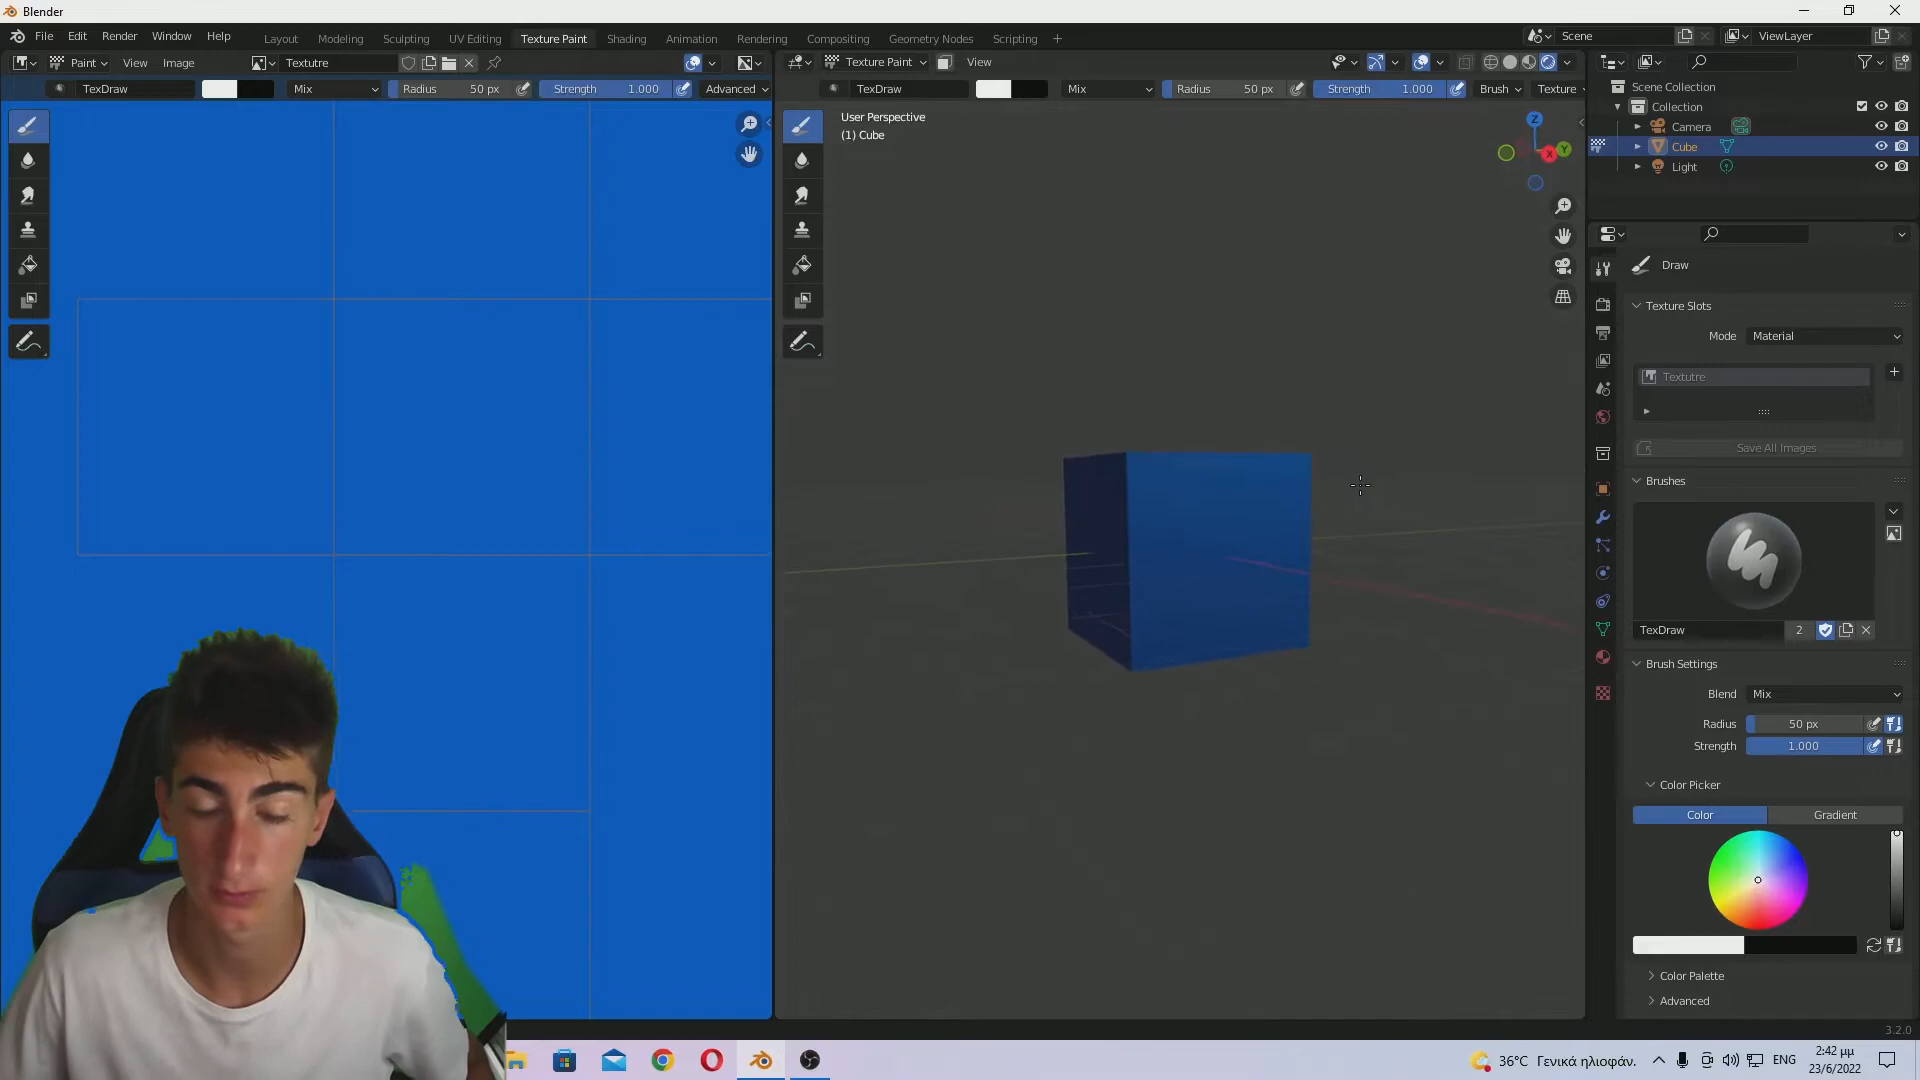 Blender
File Edit Render Window Help
Layout Modeling Sculpting UV Editing Texture Paint Shading Animation Rendering Compositing Geometry Nodes Scripting +
Scene ViewLayer
Paint View Image Textutre
Texture Paint View
TexDraw Mix Radius 50 px Strength 1.000 Advanced
TexDraw Mix Radius 50 px Strength 1.000 Brush Texture
User Perspective
(1) Cube
Z
Y
X
Scene Collection
Collection
Camera
Cube
Light
Draw
Texture Slots
Mode Material
Textutre
Save All Images
Brushes
TexDraw 2
Brush Settings
Blend Mix
Radius 50 px
Strength 1.000
Color Picker
Color Gradient
Color Palette
Advanced
3.2.0
36°C Γενικά ηλιοφάν. ENG 2:42 μμ
23/6/2022